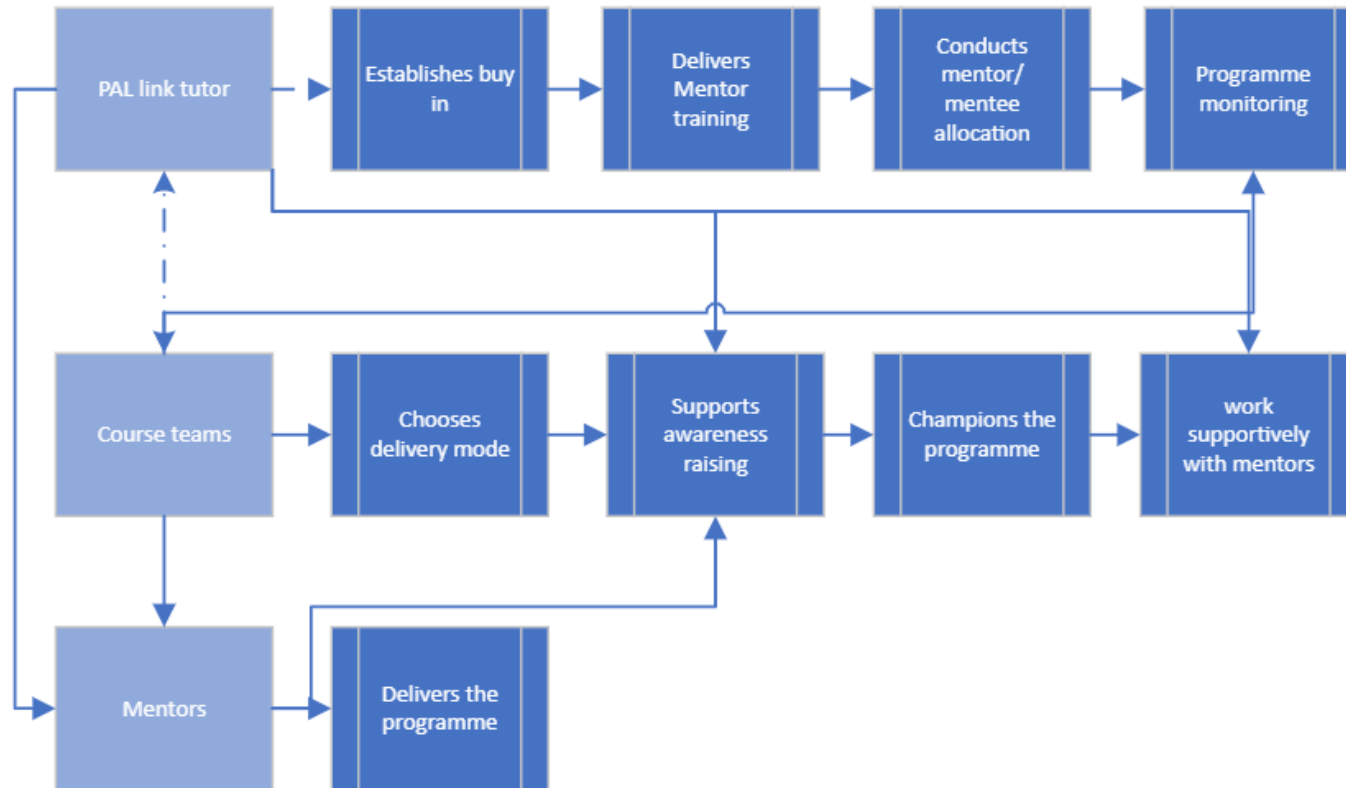 PAL link tutor
Establishes buy
in
Delivers
Mentor
training
Conducts
mentor/
mentee
allocation
Programme
monitoring
Course teams
Chooses
delivery mode
Supports
awareness
raising
Champions the
programme
work
supportively
with mentors
Mentors
Delivers the
programme